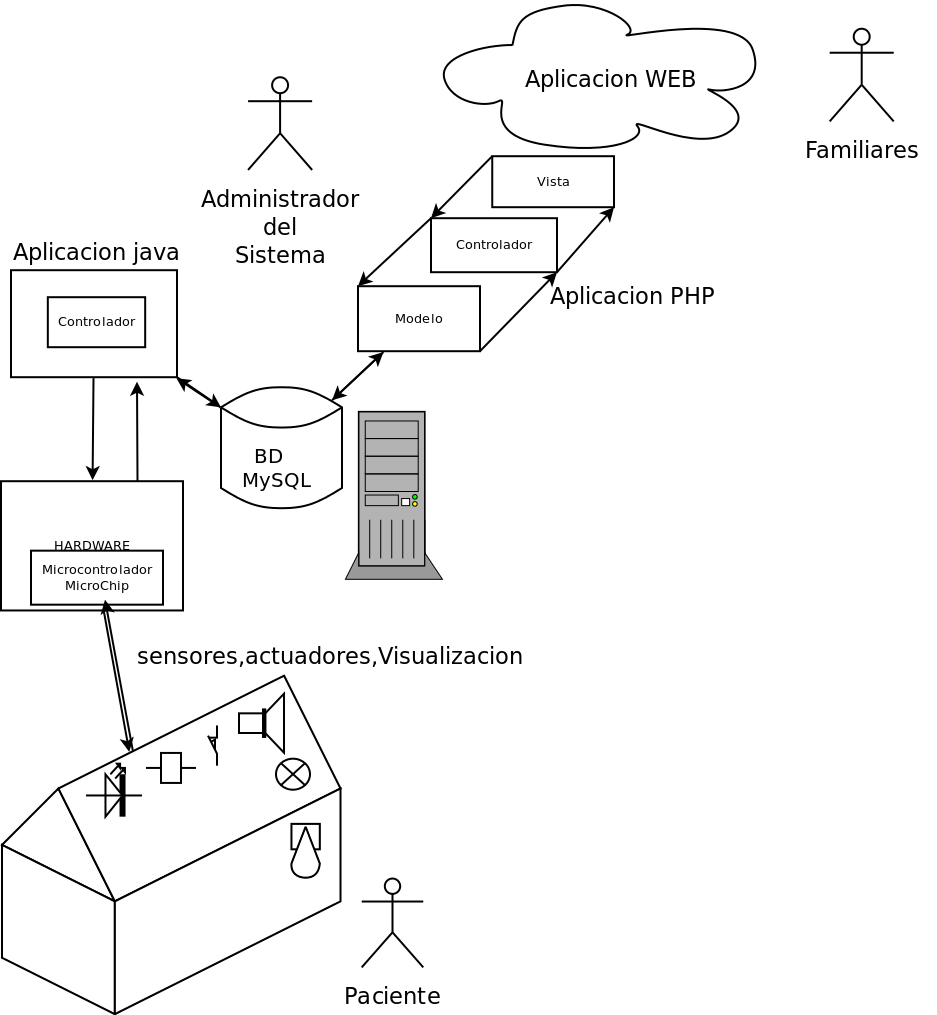 Aplicacion WEB
Familiares
Administrador
del
Sistema
Vista
Controlador
Modelo
Aplicacion PHP
Aplicacion java
Controlador
BD
MySQL
HARDWARE
Microcontrolador
MicroChip
sensores,actuadores,Visualizacion
Paciente